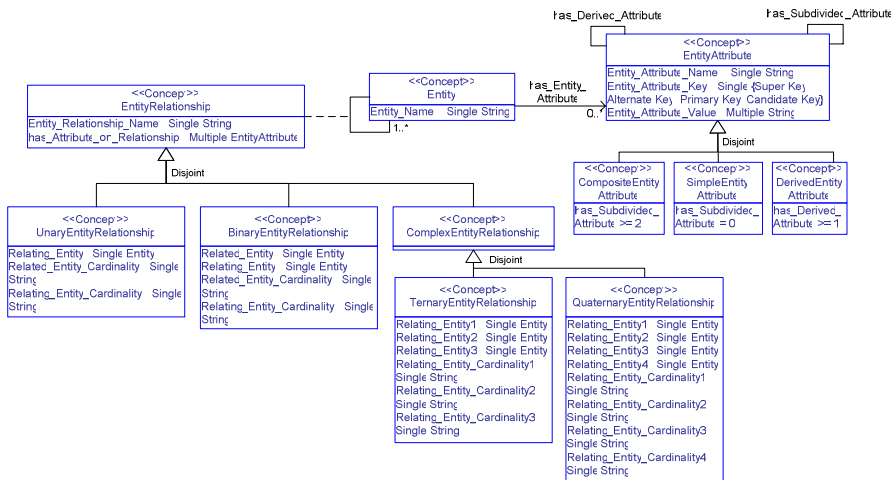 has_Derived_Attribute
has_Subdivided_Attribute
<<Concept>>
EntityAttribute
Entity_Attribute_Name Single String
Entity_Attribute_Key Single {Super Key
Alternate Key Primary Key Candidate Key}
Entity_Attribute_Value Multiple String
<<Concept>>
Entity
Entity_Name Single String
1..*
has_Entity_
Attribute
0..*
<<Concept>>
EntityRelationship
Entity_Relationship_Name Single String
has_Attribute_on_Relationship Multiple EntityAttribute
Disjoint
Disjoint
<<Concept>>
CompositeEntity
Attribute
has_Subdivided_
Attribute >= 2
<<Concept>>
SimpleEntity
Attribute
has_Subdivided_
Attribute = 0
<<Concept>>
DerivedEntity
Attribute
has_Derived_
Attribute >= 1
<<Concept>>
UnaryEntityRelationship
Relating_Entity Single Entity
Related_Entity_Cardinality Single
String
Relating_Entity_Cardinality Single
String
<<Concept>>
BinaryEntityRelationship
Related_Entity Single Entity
Relating_Entity Single Entity
Related_Entity_Cardinality Single
String
Relating_Entity_Cardinality Single
String
<<Concept>>
ComplexEntityRelationship
Disjoint
<<Concept>>
TernaryEntityRelationship
Relating_Entity1 Single Entity
Relating_Entity2 Single Entity
Relating_Entity3 Single Entity
Relating_Entity_Cardinality1
Single String
Relating_Entity_Cardinality2
Single String
Relating_Entity_Cardinality3
Single String
<<Concept>>
QuaternaryEntityRelationship
Relating_Entity1 Single Entity
Relating_Entity2 Single Entity
Relating_Entity3 Single Entity
Relating_Entity4 Single Entity
Relating_Entity_Cardinality1
Single String
Relating_Entity_Cardinality2
Single String
Relating_Entity_Cardinality3
Single String
Relating_Entity_Cardinality4
Single String